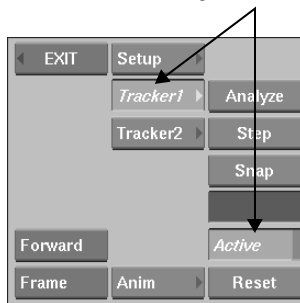 EXIT Setup
Tracker1 Analyze
Tracker2 Step
Snap
Forward Active
Frame Anim Reset